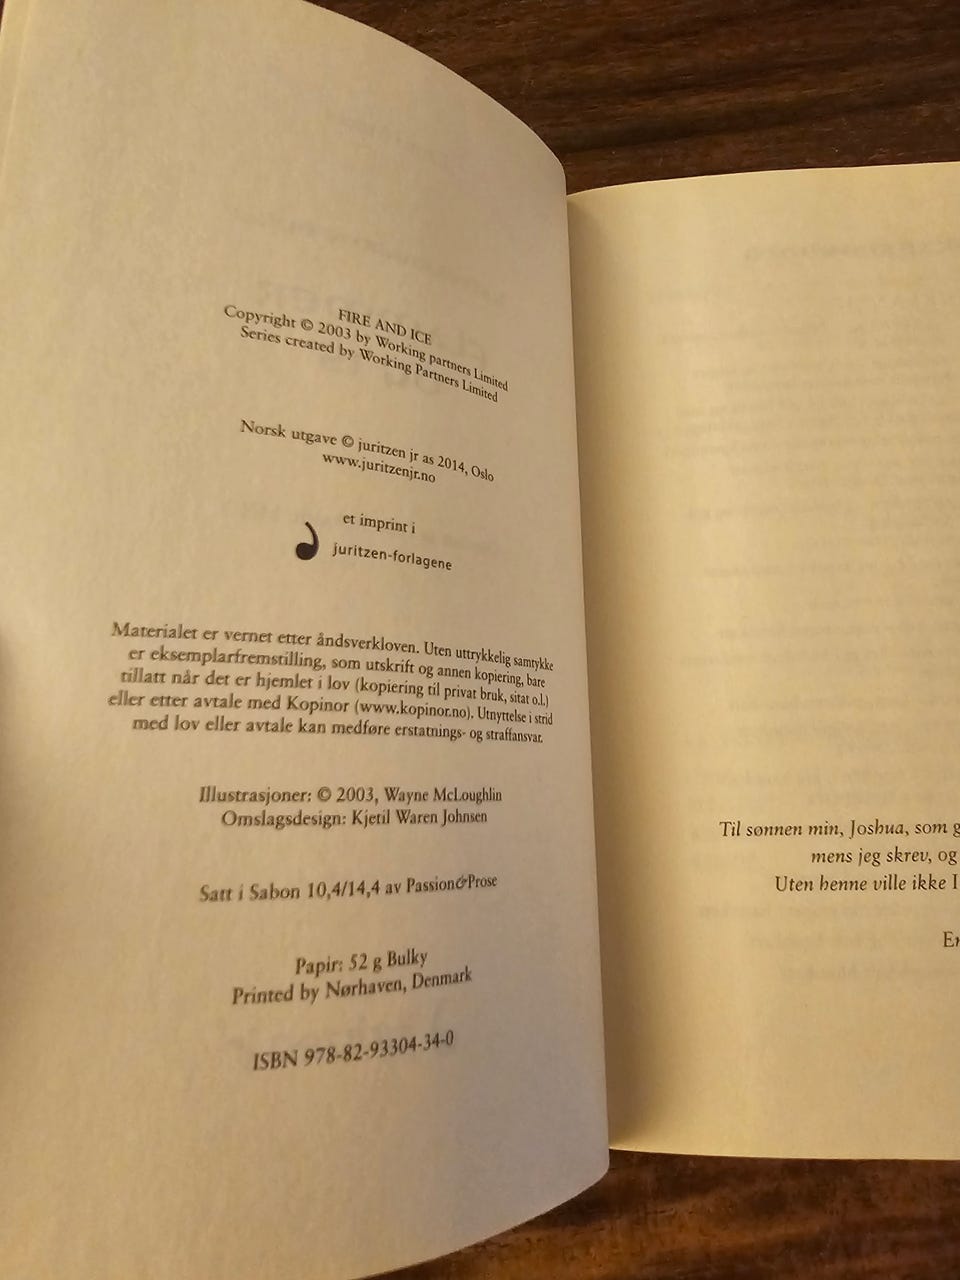 FIRE AND ICE
Copyright © 2003 by Working partners Limited
Series created by Working Partners Limited
Norsk utgave © juritzen jr as 2014, Oslo
www.juritzenjr.no
et imprint i
juritzen-forlagene
Materialet er vernet etter åndsverkloven. Uten uttrykkelig samtykke
er eksemplarfremstilling, som utskrift og annen kopiering, bare
tillatt når det er hjemlet i lov (kopiering til privat bruk, sitat o.l.)
eller etter avtale med Kopinor (www.kopinor.no). Utnyttelse i strid
med lov eller avtale kan medføre erstatnings- og straffansvar.
Illustrasjoner: © 2003, Wayne McLoughlin
Omslagsdesign: Kjetil Waren Johnsen
Satt i Sabon 10,4/14,4 av Passion&Prose
Papir: 52 g Bulky
Printed by Nørhaven, Denmark
ISBN 978-82-93304-34-0
Til sønnen min, Joshua, som
mens jeg skrev, og
Uten henne ville ikke